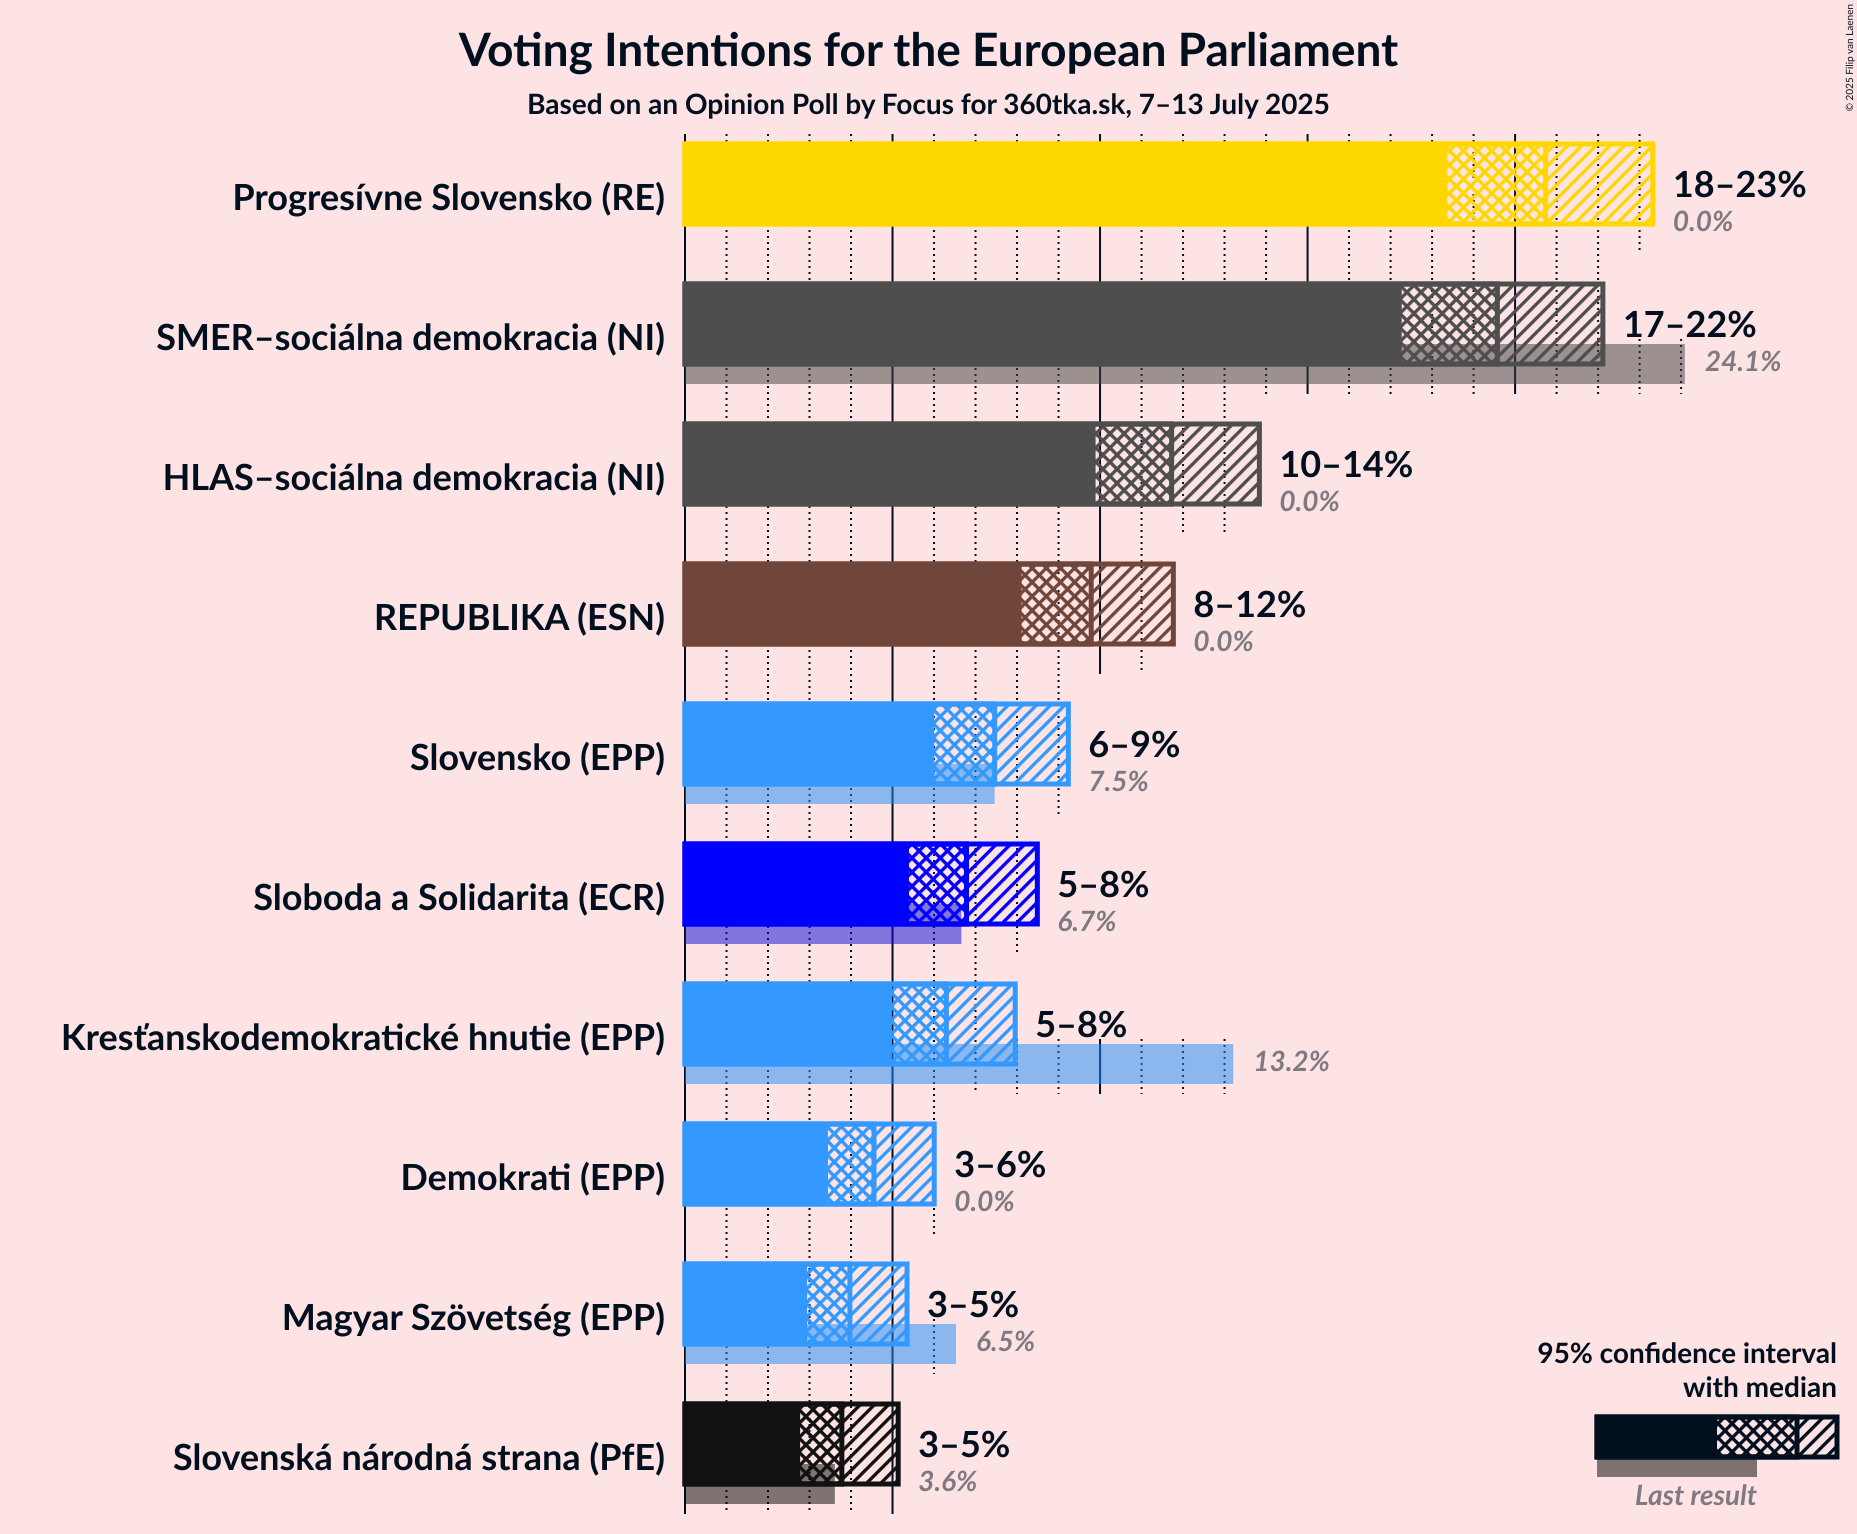 Voting Intentions for the European Parliament
Based on an Opinion Poll by Focus for 360tka.sk, 7–13 July 2025
© 2025 Filip van Laenen
Progresívne Slovensko (RE)
18–23%
0.0%
SMER–sociálna demokracia (NI)
17–22%
24.1%
HLAS–sociálna demokracia (NI)
10–14%
0.0%
REPUBLIKA (ESN)
8–12%
0.0%
Slovensko (EPP)
6–9%
7.5%
Sloboda a Solidarita (ECR)
5–8%
6.7%
Kresťanskodemokratické hnutie (EPP)
5–8%
13.2%
Demokrati (EPP)
3–6%
0.0%
Magyar Szövetség (EPP)
3–5%
6.5%
Slovenská národná strana (PfE)
3–5%
3.6%
95% confidence interval
with median
Last result